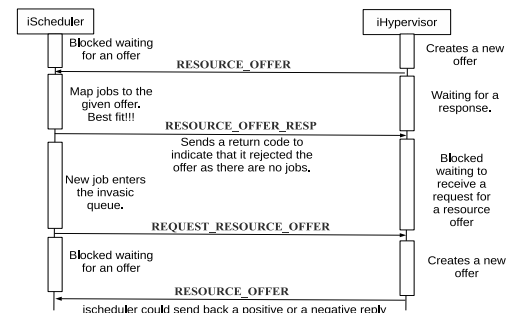 iScheduler
iHypervisor
Blocked waiting
for an offer
Creates a new
offer
RESOURCE_OFFER
Map jobs to the
given offer.
Best fit!!!
Waiting for a
response.
RESOURCE_OFFER_RESP
Sends a return code to
indicate that it rejected the
offer as there are no jobs.
Blocked
waiting to
receive a
request for
a resource
offer
New job enters
the invasic
queue.
REQUEST_RESOURCE_OFFER
Blocked waiting
for an offer
Creates a new
offer
RESOURCE_OFFER
ischeduler could send back a positive or a negative reply